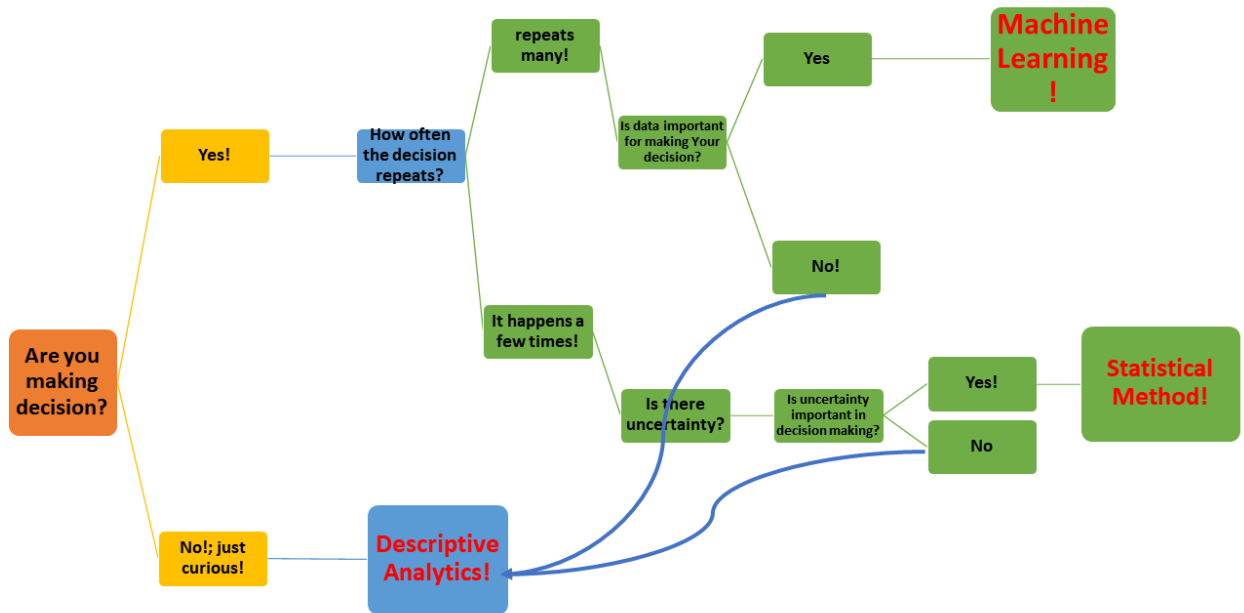 Are you
making
decision?
Yes!
No!; just
curious!
How often
the decision
repeats?
Descriptive
Analytics!
repeats
many!
It happens a
few times!
Is data important
for making Your
decision?
Is there
uncertainty?
Yes
No!
Is uncertainty
important in
decision making?
Yes!
No
Machine
Learning
!
Statistical
Method!